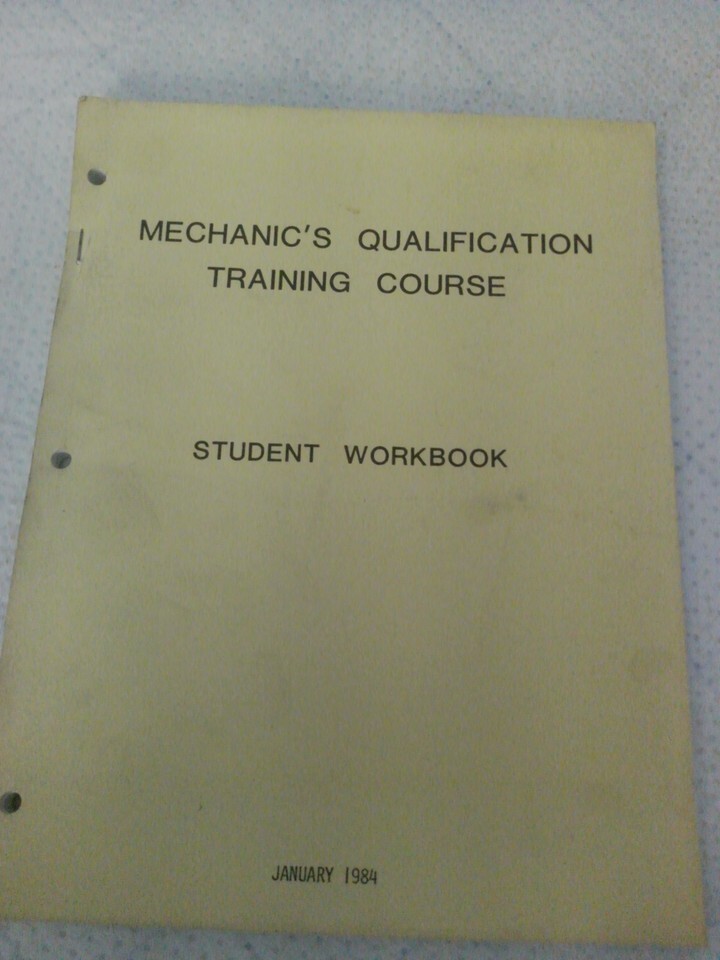 MECHANIC'S QUALIFICATION
TRAINING COURSE
STUDENT WORKBOOK
JANUARY 1984